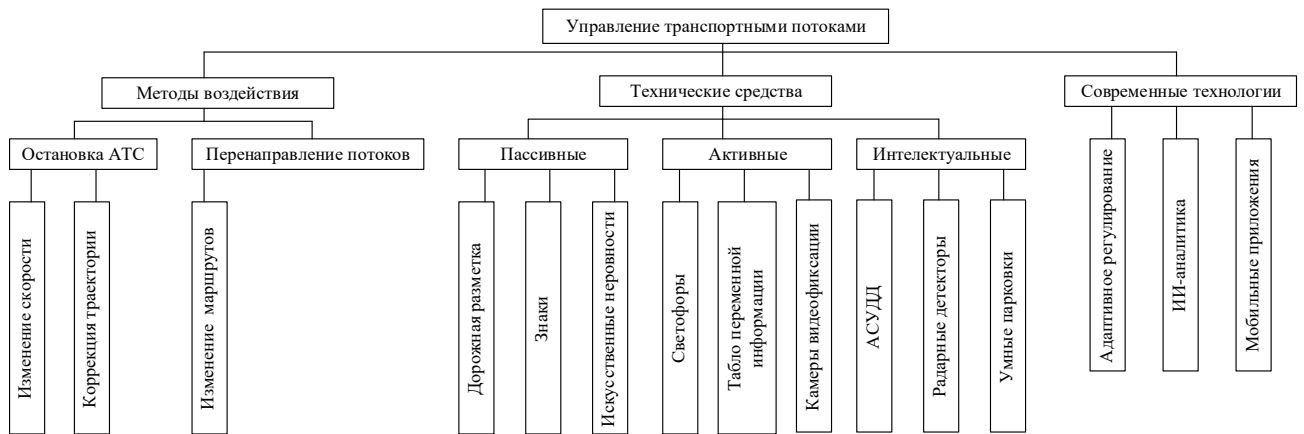 Управление транспортными потоками
Методы воздействия
Технические средства
Современные технологии
Остановка АТС
Перенаправление потоков
Пассивные
Активные
Интелектуальные
Изменение скорости
Коррекция траектории
Изменение маршрутов
Дорожная разметка
Знаки
Искусственные неровности
Светофоры
Табло переменной
информации
Камеры видеофиксации
АСУДД
Радарные детекторы
Умные парковки
Адаптивное регулирование
ИИ-аналитика
Мобильные приложения